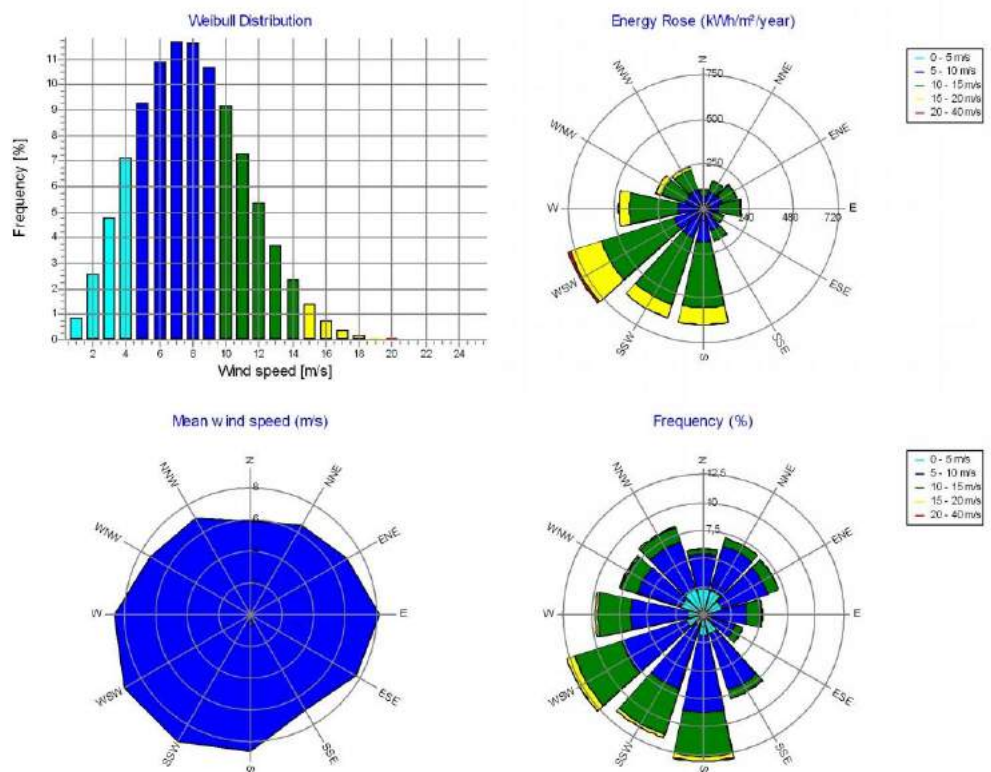 Weibull Distribution
Frequency [%]
11
10
9
8
7
6
5
4
3
2
1
0
2 4 6 8 10 12 14 16 18 20 22 24
Wind speed [m/s]
Energy Rose (kWh/m²/year)
N
NNE
ENE
E
ESE
SSE
S
SSW
WSW
W
WNW
NNW
750
500
250
240 480 720
0 - 5 m/s
5 - 10 m/s
10 - 15 m/s
15 - 20 m/s
20 - 40 m/s
Mean wind speed (m/s)
N
NNE
ENE
E
ESE
SSE
S
SSW
WSW
W
WNW
NNW
8
6
Frequency (%)
N
NNE
ENE
E
ESE
SSE
S
SSW
WSW
W
WNW
NNW
12,5
10
7,5
0 - 5 m/s
5 - 10 m/s
10 - 15 m/s
15 - 20 m/s
20 - 40 m/s